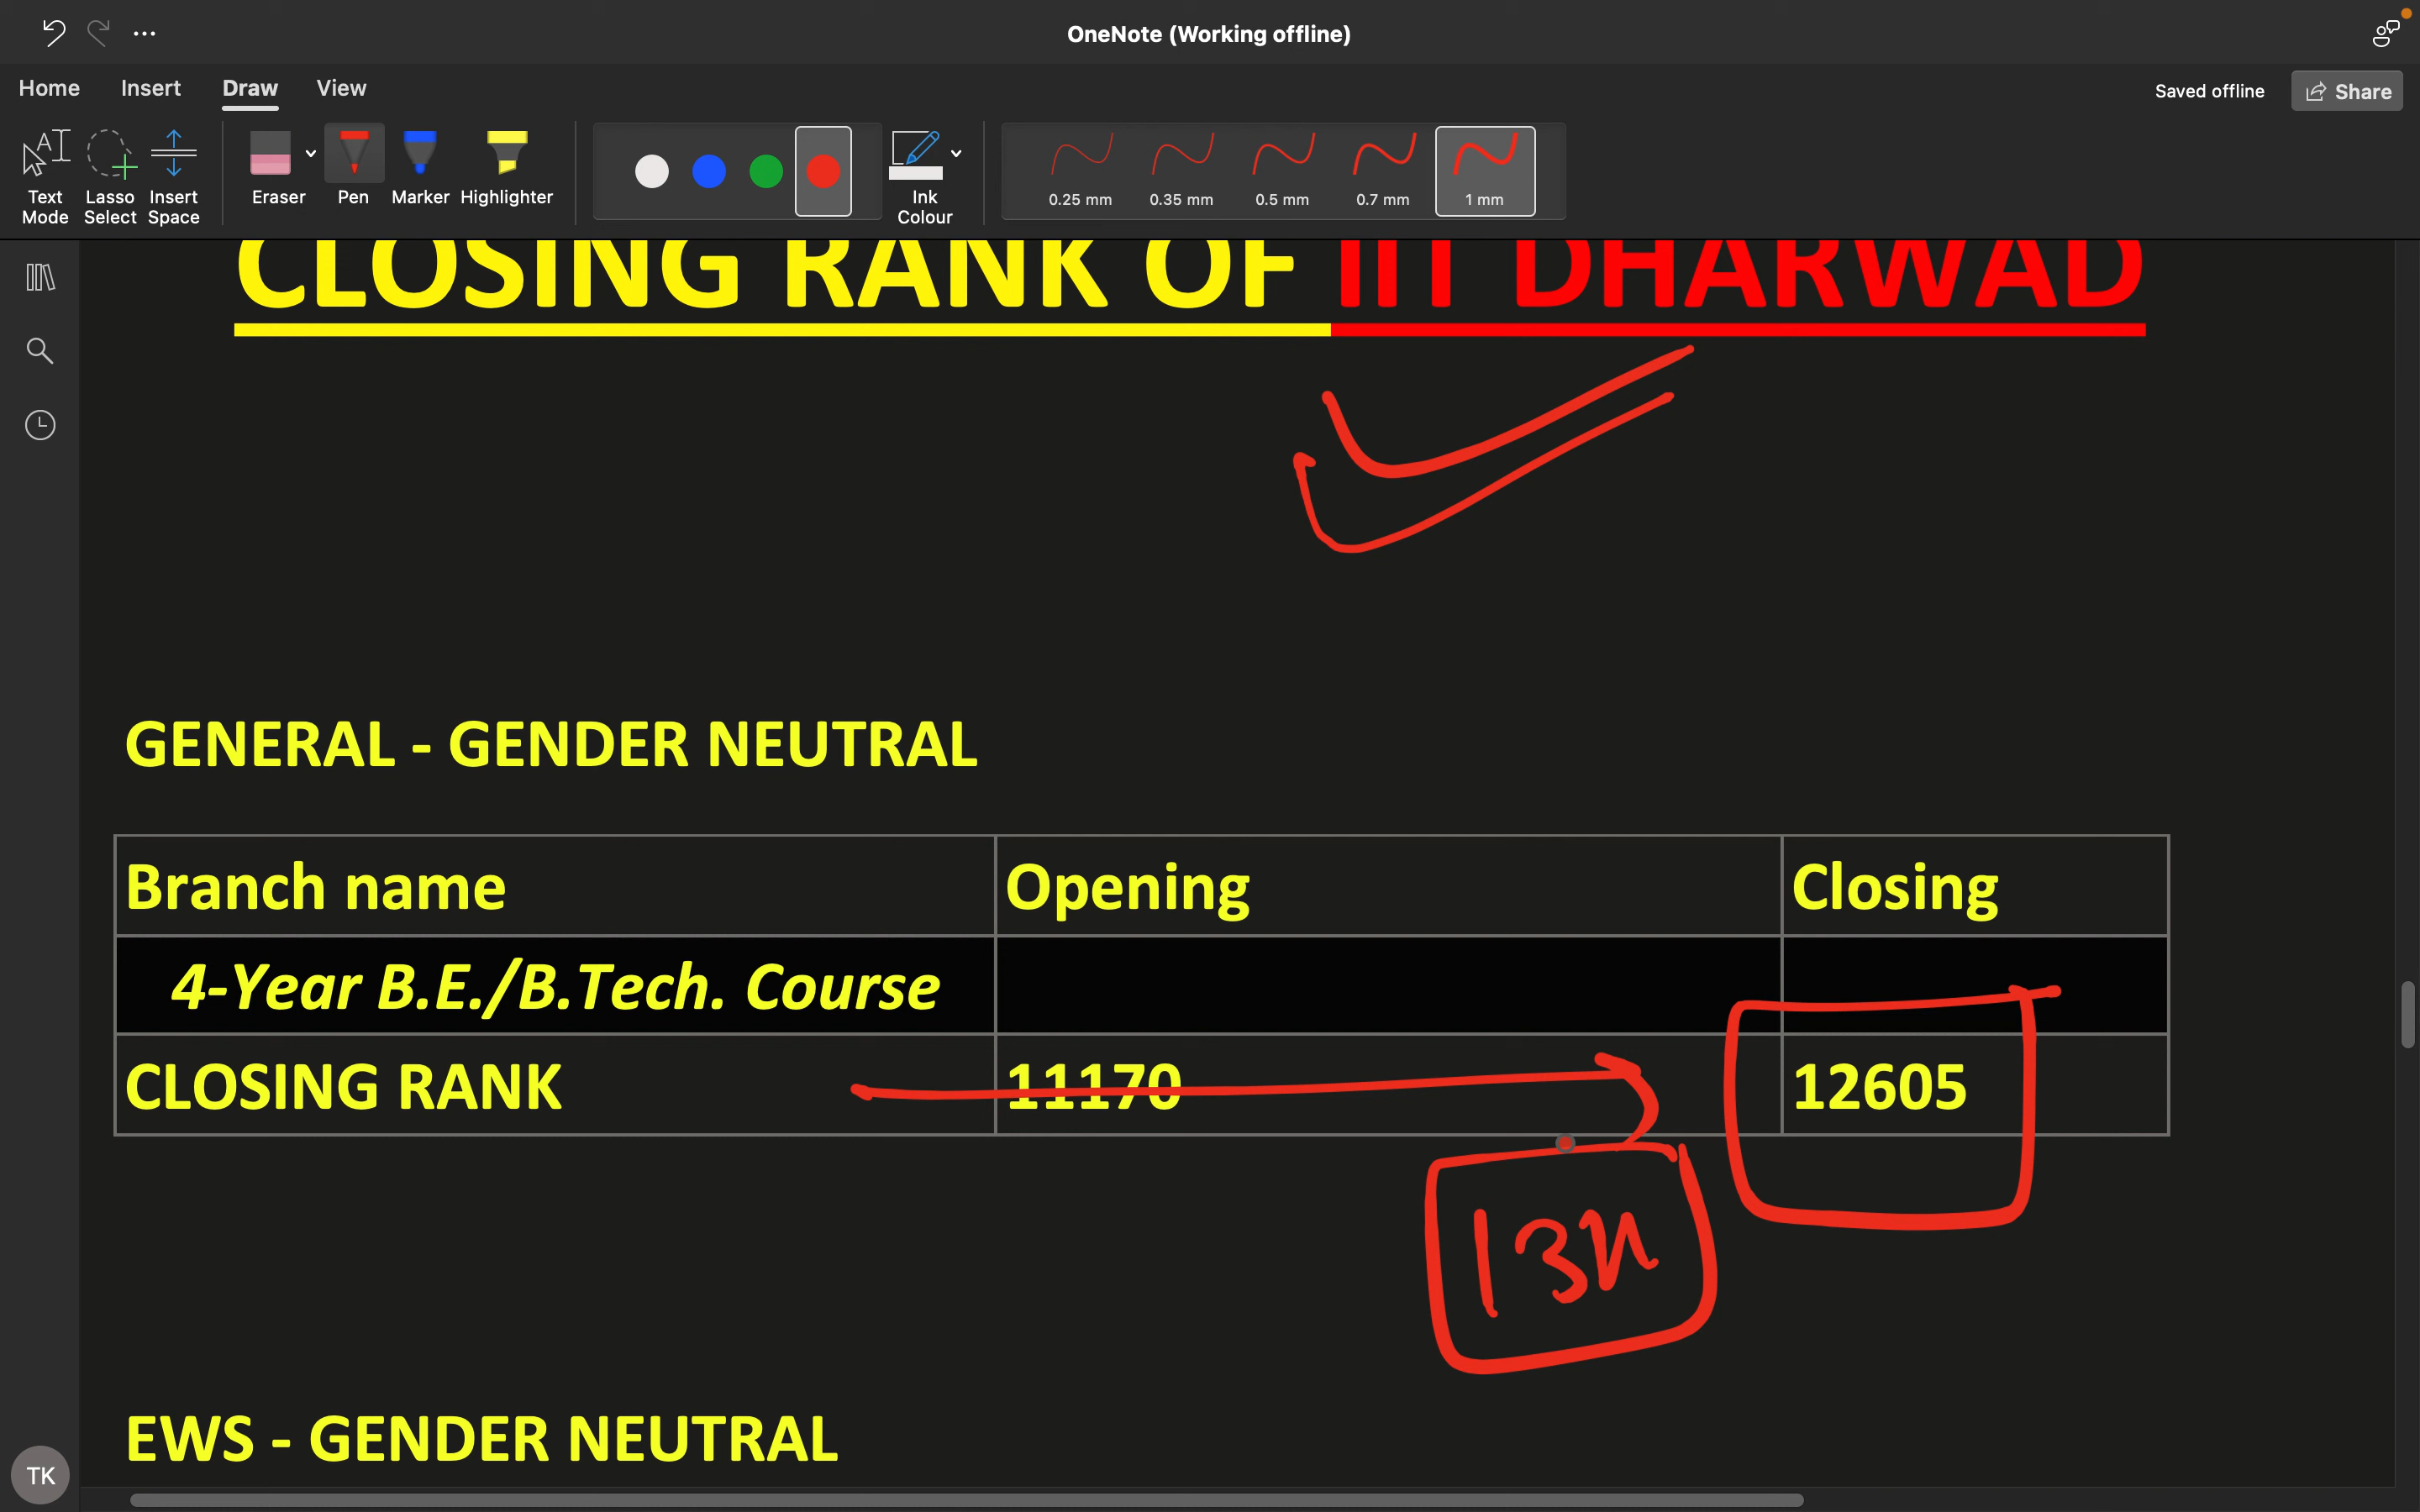 OneNote (Working offline)
Home Insert Draw View
Saved offline Share
Text Mode
Lasso Select
Insert Space
Eraser Pen Marker Highlighter
Ink Colour
0.25 mm 0.35 mm 0.5 mm 0.7 mm 1 mm
CLOSING RANK OF IIT DHARWAD
GENERAL - GENDER NEUTRAL
Branch name Opening Closing
4-Year B.E./B.Tech. Course
CLOSING RANK 11170 12605
EWS - GENDER NEUTRAL
TK